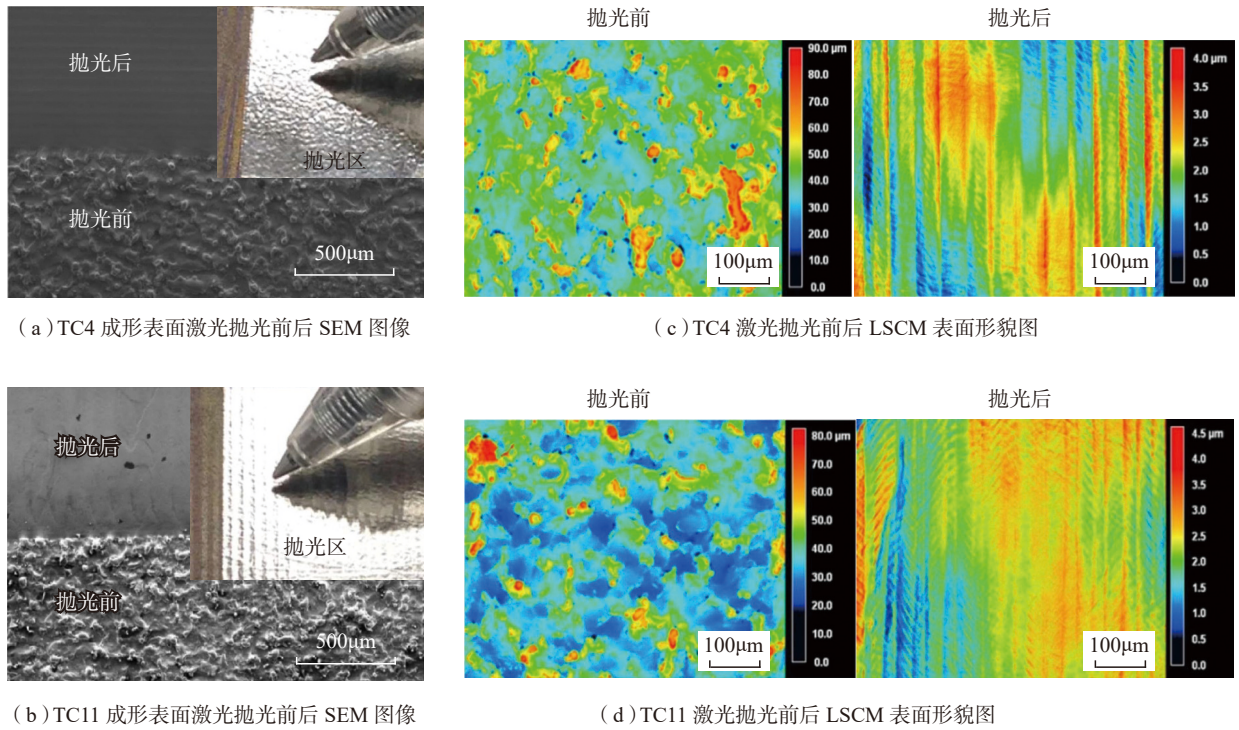 抛光后
抛光区
抛光前
500μm
（a）TC4 成形表面激光抛光前后 SEM 图像
抛光前
抛光后
90.0 μm
80.0
70.0
60.0
50.0
40.0
30.0
20.0
10.0
0.0
100μm
4.0 μm
3.5
3.0
2.5
2.0
1.5
1.0
0.5
0.0
100μm
（c）TC4 激光抛光前后 LSCM 表面形貌图
抛光后
抛光区
抛光前
500μm
（b）TC11 成形表面激光抛光前后 SEM 图像
抛光前
抛光后
80.0 μm
70.0
60.0
50.0
40.0
30.0
20.0
10.0
0.0
100μm
4.5 μm
4.0
3.5
3.0
2.5
2.0
1.5
1.0
0.5
0.0
100μm
（d）TC11 激光抛光前后 LSCM 表面形貌图